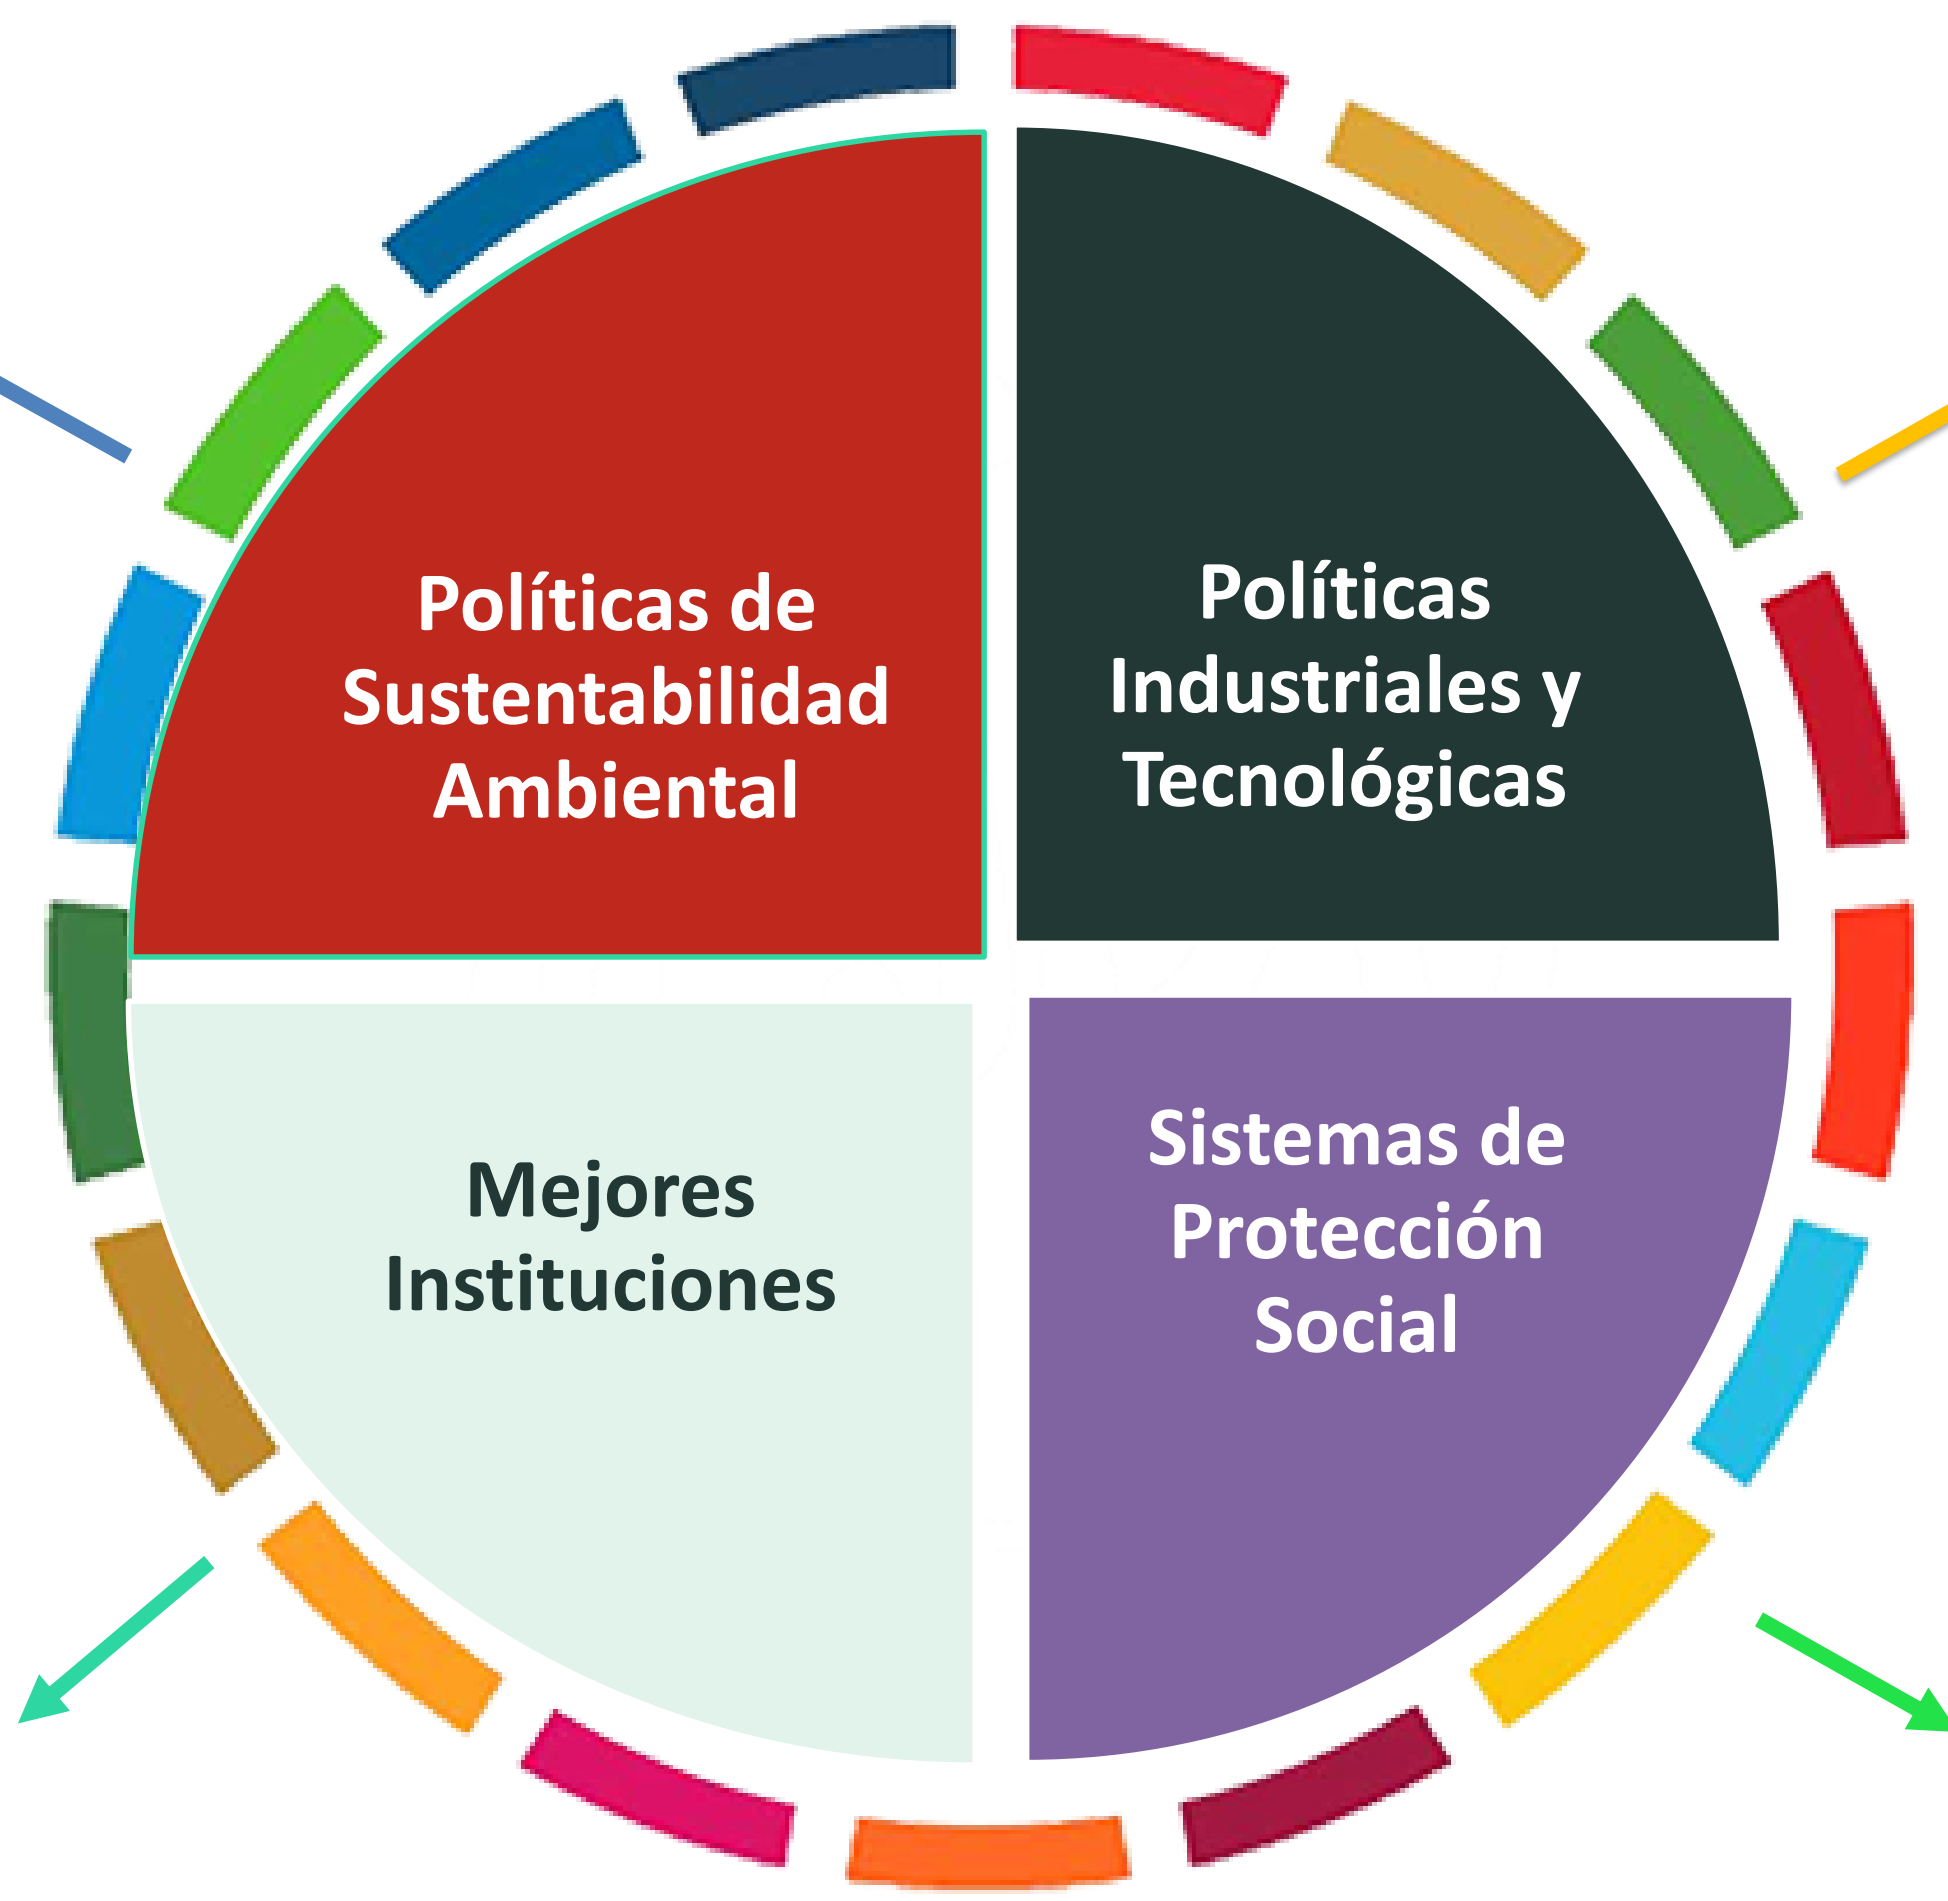 Políticas de
Sustentabilidad
Ambiental
Políticas
Industriales y
Tecnológicas
Mejores
Instituciones
Sistemas de
Protección
Social